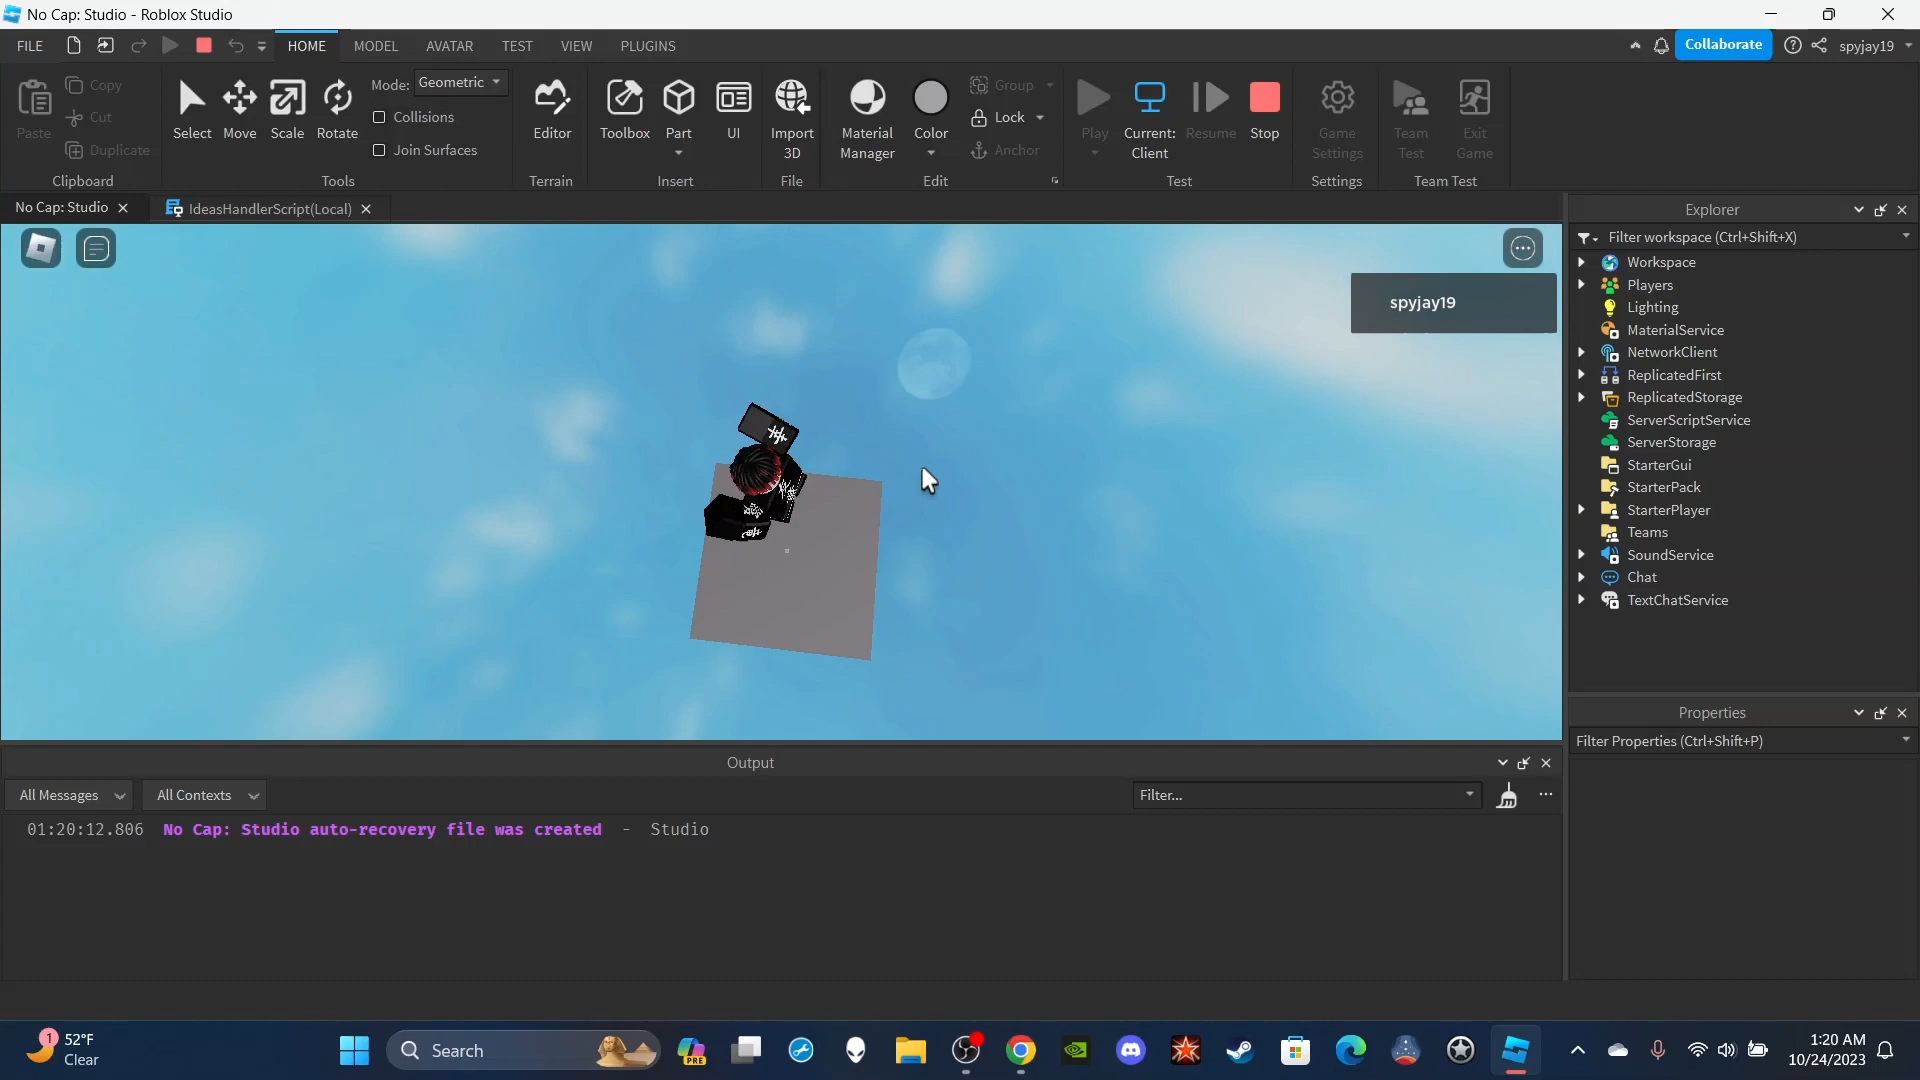 No Cap: Studio - Roblox Studio
FILE HOME MODEL AVATAR TEST VIEW PLUGINS Collaborate spyjay19
Paste Copy Cut Duplicate
Select Move Scale Rotate
Mode: Geometric
Collisions
Join Surfaces
Editor
Toolbox Part UI
Import 3D
Material Manager Color
Group Lock Anchor
Play Current: Client Resume Stop
Game Settings
Team Test Exit Game
Clipboard Tools Terrain Insert File Edit Test Settings Team Test
No Cap: Studio IdeasHandlerScript(Local)
spyjay19
Explorer
Filter workspace (Ctrl+Shift+X)
Workspace
Players
Lighting
MaterialService
NetworkClient
ReplicatedFirst
ReplicatedStorage
ServerScriptService
ServerStorage
StarterGui
StarterPack
StarterPlayer
Teams
SoundService
Chat
TextChatService
Properties
Filter Properties (Ctrl+Shift+P)
Output
All Messages All Contexts Filter...
01:20:12.806 No Cap: Studio auto-recovery file was created - Studio
1 52°F
Clear
Search
PRE
1:20 AM
10/24/2023